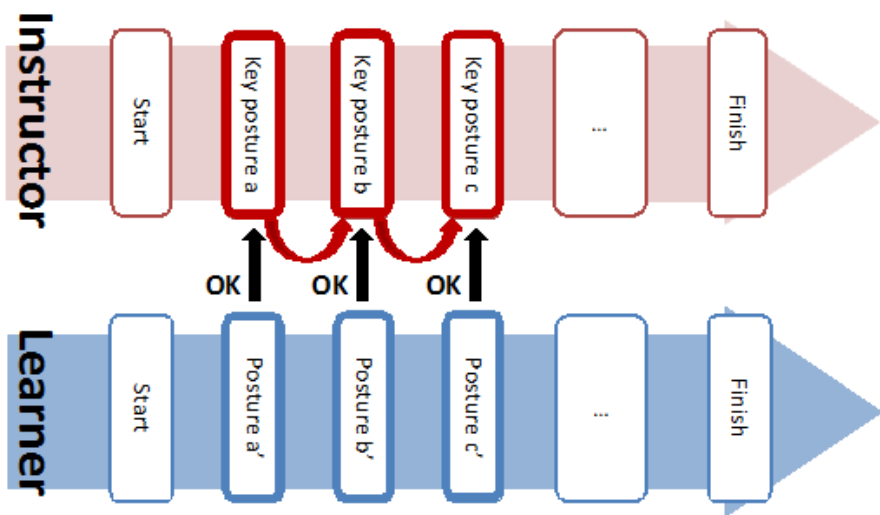 Instructor
Start
Key posture a
Key posture b
Key posture c
...
Finish
OK
OK
OK
Learner
Start
Posture a’
Posture b’
Posture c’
...
Finish